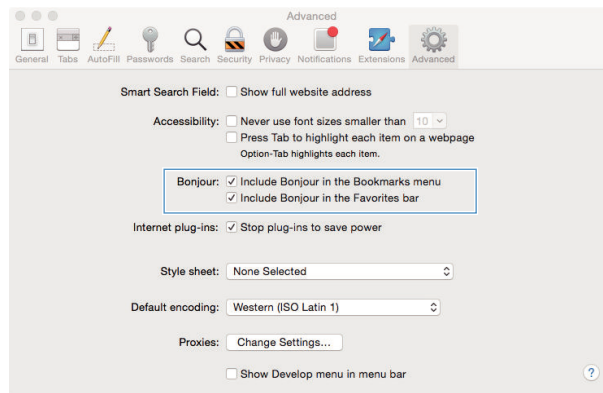 Advanced
General Tabs AutoFill Passwords Search Security Privacy Notifications Extensions Advanced
Smart Search Field: Show full website address
Accessibility: Never use font sizes smaller than 10
Press Tab to highlight each item on a webpage
Option-Tab highlights each item.
Bonjour: Include Bonjour in the Bookmarks menu
Include Bonjour in the Favorites bar
Internet plug-ins: Stop plug-ins to save power
Style sheet: None Selected
Default encoding: Western (ISO Latin 1)
Proxies: Change Settings...
Show Develop menu in menu bar
?